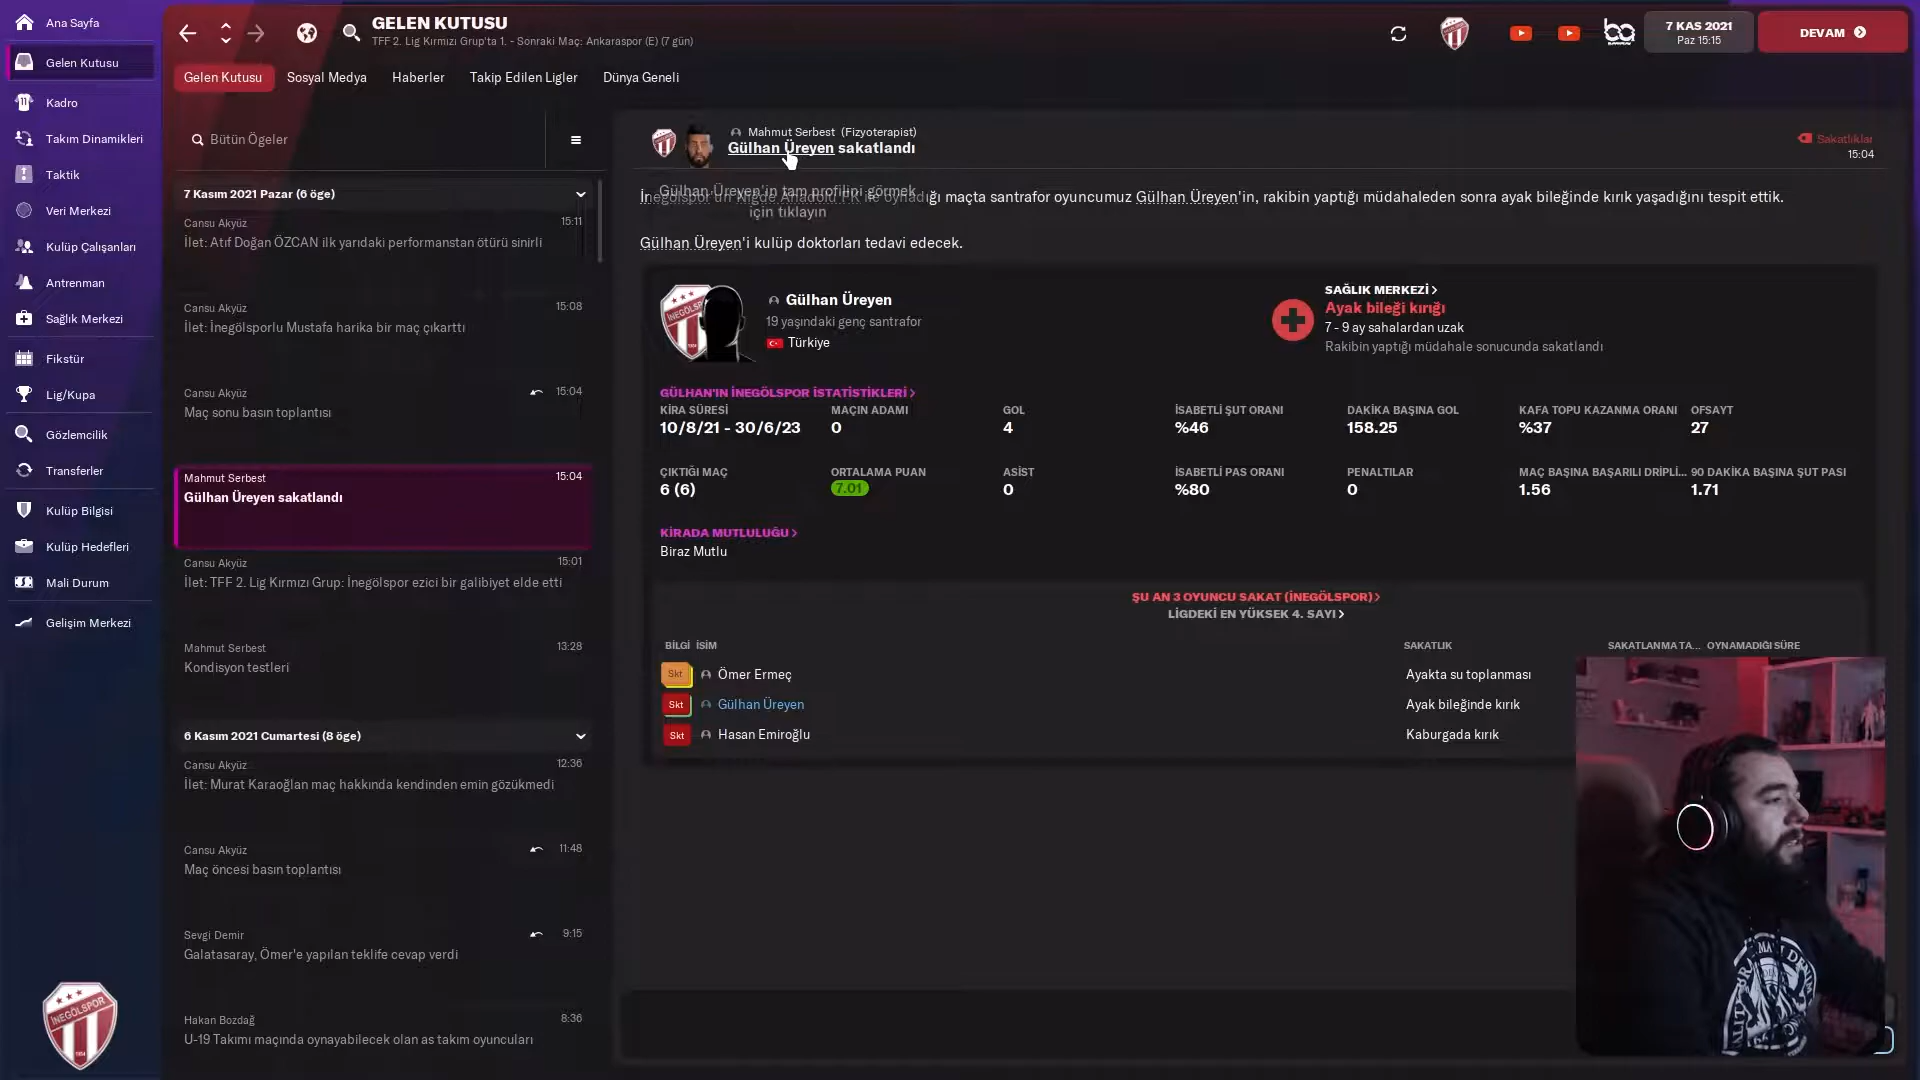 Ana Sayfa
Gelen Kutusu
Kadro
Takım Dinamikleri
Taktik
Veri Merkezi
Kulüp Çalışanları
Antrenman
Sağlık Merkezi
Fikstür
Lig/Kupa
Gözlemcilik
Transferler
Kulüp Bilgisi
Kulüp Hedefleri
Mali Durum
Gelişim Merkezi
İNEGÖLSPOR
GELEN KUTUSU
TFF 2. Lig Kırmızı Grup'ta 1. - Sonraki Maç: Ankaraspor (E) (7 gün)
7 KAS 2021
Paz 15:15
DEVAM
Gelen Kutusu
Sosyal Medya
Haberler
Takip Edilen Ligler
Dünya Geneli
Bütün Ögeler
7 Kasım 2021 Pazar (6 öge)
Cansu Akyüz 15:11
İlet: Atıf Doğan ÖZCAN ilk yarıdaki performanstan ötürü sinirli
Cansu Akyüz 15:08
İlet: İnegölsporlu Mustafa harika bir maç çıkarttı
Cansu Akyüz 15:04
Maç sonu basın toplantısı
Mahmut Serbest 15:04
Gülhan Üreyen sakatlandı
Cansu Akyüz 15:01
İlet: TFF 2. Lig Kırmızı Grup: İnegölspor ezici bir galibiyet elde etti
Mahmut Serbest 13:28
Kondisyon testleri
6 Kasım 2021 Cumartesi (8 öge)
Cansu Akyüz 12:36
İlet: Murat Karaoğlan maç hakkında kendinden emin gözükmedi
Cansu Akyüz 11:48
Maç öncesi basın toplantısı
Sevgi Demir 9:15
Galatasaray, Ömer'e yapılan teklife cevap verdi
Hakan Bozdağ 8:36
U-19 Takımı maçında oynayabilecek olan as takım oyuncuları
Mahmut Serbest (Fizyoterapist)
Gülhan Üreyen sakatlandı
Sakatlıklar
15:04
Gülhan Üreyen'in tam profilini görmek
için tıklayın
İnegölspor'un Niğde Anadolu FK ile oynadığı maçta santrafor oyuncumuz Gülhan Üreyen'in, rakibin yaptığı müdahaleden sonra ayak bileğinde kırık yaşadığını tespit ettik.
Gülhan Üreyen'i kulüp doktorları tedavi edecek.
Gülhan Üreyen
19 yaşındaki genç santrafor
Türkiye
SAĞLIK MERKEZİ
Ayak bileği kırığı
7 - 9 ay sahalardan uzak
Rakibin yaptığı müdahale sonucunda sakatlandı
GÜLHAN'IN İNEGÖLSPOR İSTATİSTİKLERİ
KİRA SÜRESİ MAÇIN ADAMI GOL İSABETLİ ŞUT ORANI DAKİKA BAŞINA GOL KAFA TOPU KAZANMA ORANI OFSAYT
10/8/21 - 30/6/23 0 4 %46 158.25 %37 27
ÇIKTIĞI MAÇ ORTALAMA PUAN ASİST İSABETLİ PAS ORANI PENALTILAR MAÇ BAŞINA BAŞARILI DRİPLİ... 90 DAKİKA BAŞINA ŞUT PASI
6 (6) 7.01 0 %80 0 1.56 1.71
KİRADA MUTLULUĞU
Biraz Mutlu
ŞU AN 3 OYUNCU SAKAT (İNEGÖLSPOR)
LİGDEKİ EN YÜKSEK 4. SAYI
BİLGİ İSİM SAKATLIK SAKATLANMA TA... OYNAMADIĞI SÜRE
Skt Ömer Ermeç Ayakta su toplanması
Skt Gülhan Üreyen Ayak bileğinde kırık
Skt Hasan Emiroğlu Kaburgada kırık